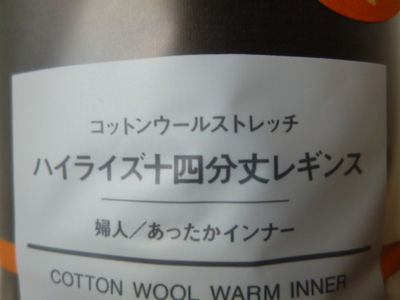 コットンウールストレッチ
ハイライズ十四分丈レギンス
婦人／あったかインナー
COTTON WOOL WARM INNER